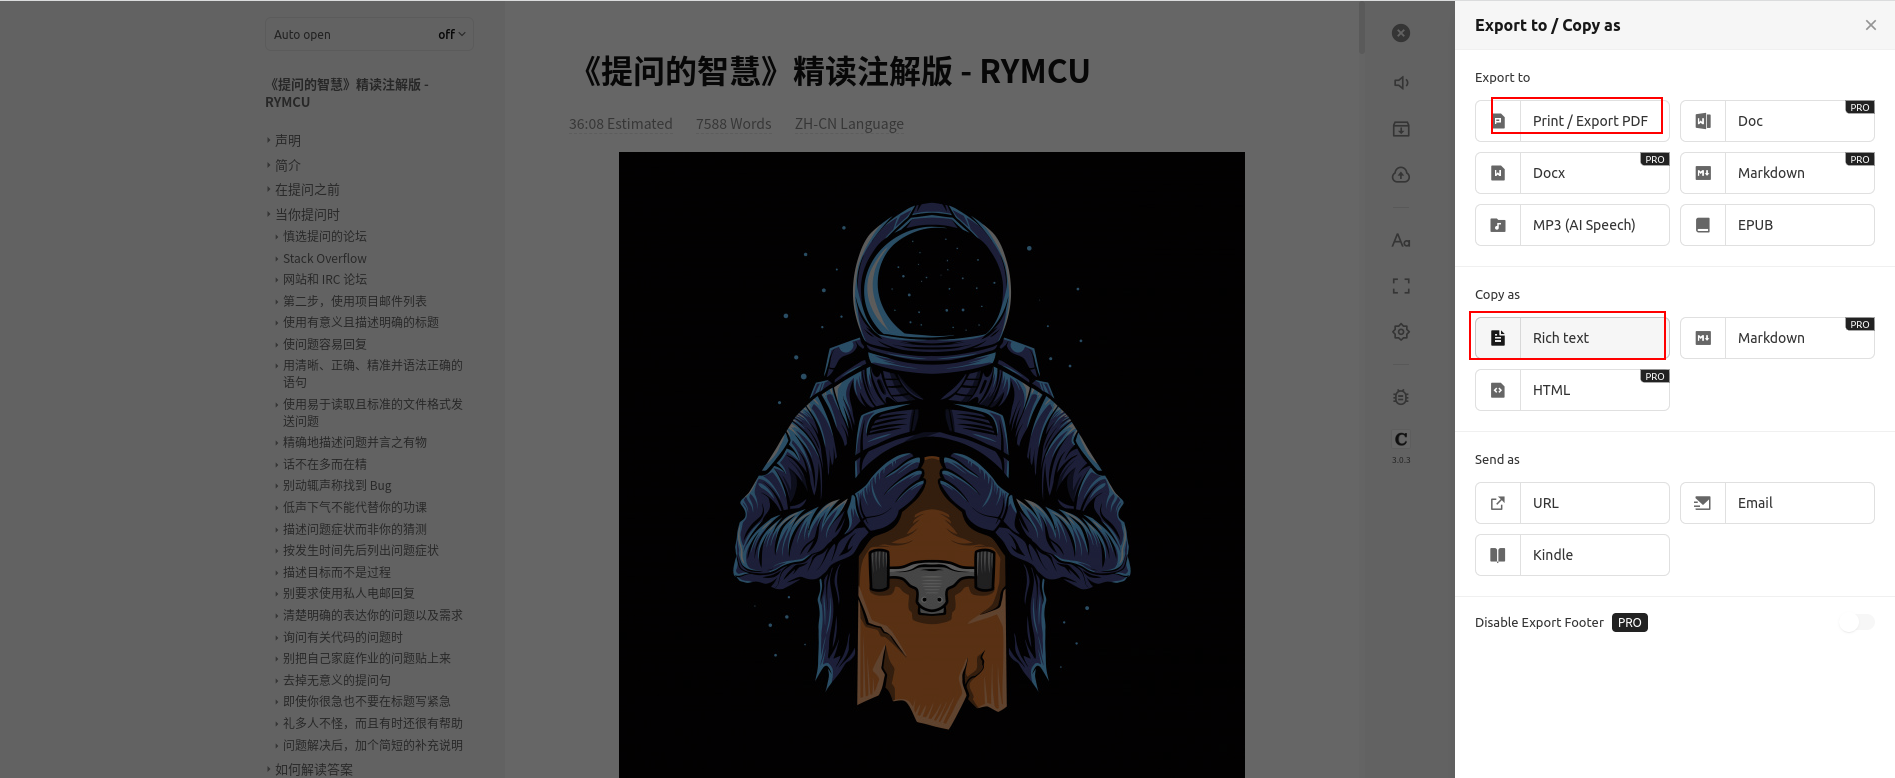 Auto open
off
《提问的智慧》精读注解版 -
RYMCU
声明
简介
在提问之前
当你提问时
慎选提问的论坛
Stack Overflow
网站和 IRC 论坛
第二步，使用项目邮件列表
使用有意义且描述明确的标题
使问题容易回复
用清晰、正确、精准并语法正确的
语句
使用易于读取且标准的文件格式发
送问题
精确地描述问题并言之有物
话不在多而在精
别动辄声称找到 Bug
低声下气不能代替你的功课
描述问题症状而非你的猜测
按发生时间先后列出问题症状
描述目标而不是过程
别要求使用私人电邮回复
清楚明确的表达你的问题以及需求
询问有关代码的问题时
别把自己家庭作业的问题贴上来
去掉无意义的提问句
即使你很急也不要在标题写紧急
礼多人不怪，而且有时还很有帮助
问题解决后，加个简短的补充说明
如何解读答案
《提问的智慧》精读注解版 - RYMCU
36:08 Estimated
7588 Words
ZH-CN Language
Aa
C
3.0.3
Export to / Copy as
Export to
Print / Export PDF
Doc
PRO
Docx
PRO
Markdown
PRO
MP3 (AI Speech)
EPUB
Copy as
Rich text
Markdown
PRO
HTML
PRO
Send as
URL
Email
Kindle
Disable Export Footer
PRO